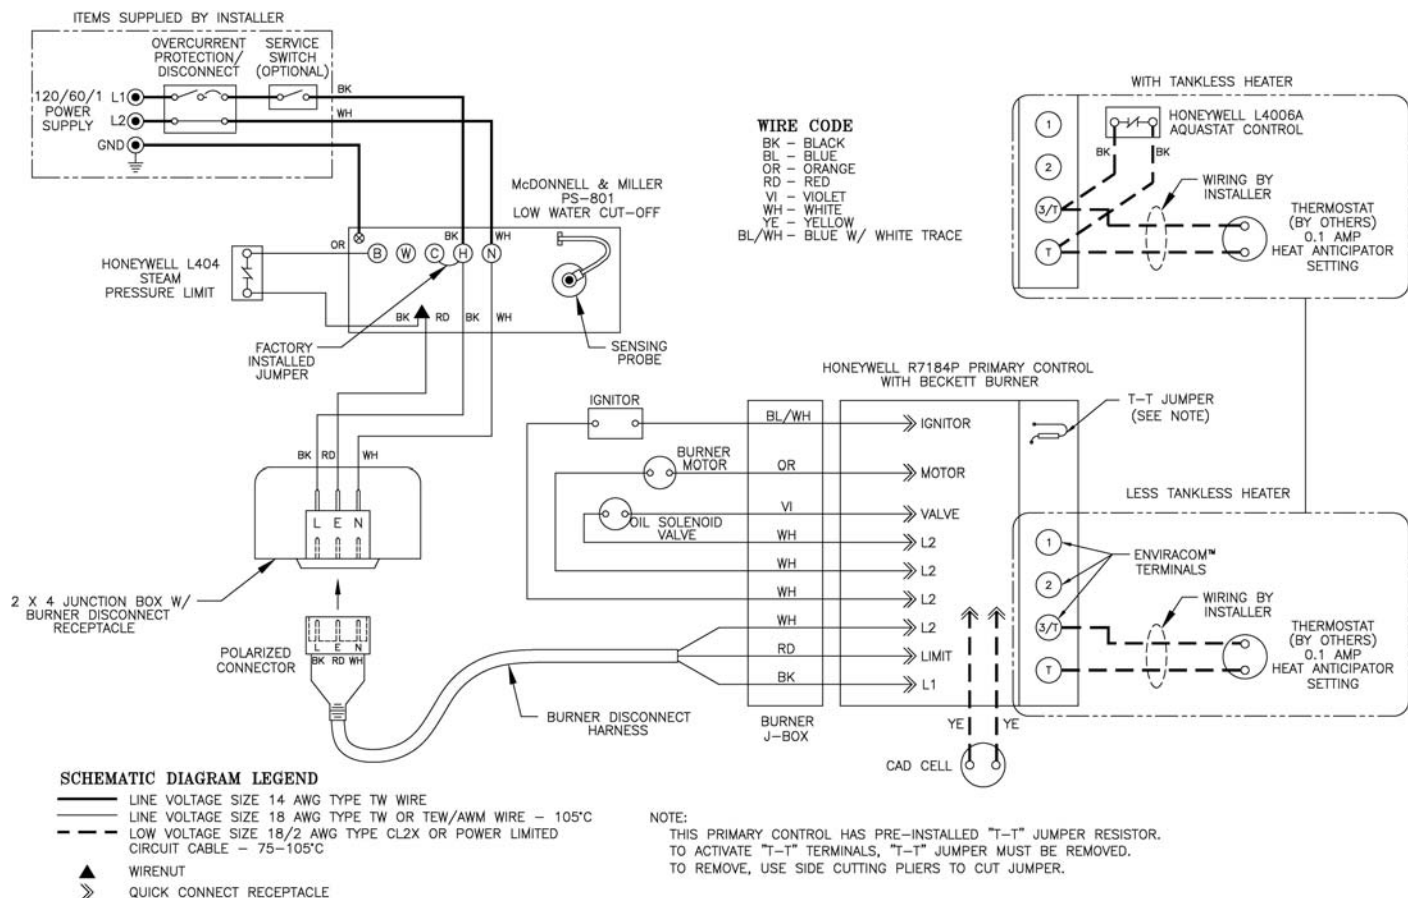 ITEMS SUPPLIED BY INSTALLER
OVERCURRENT
PROTECTION/
DISCONNECT
SERVICE
SWITCH
(OPTIONAL)
120/60/1
POWER
SUPPLY
L1
L2
GND
BK
WH
McDONNELL & MILLER
PS-801
LOW WATER CUT-OFF
HONEYWELL L404
STEAM
PRESSURE LIMIT
OR
BK
WH
B
W
C
H
N
BK
RD
BK
WH
FACTORY
INSTALLED
JUMPER
SENSING
PROBE
WIRE CODE
BK - BLACK
BL - BLUE
OR - ORANGE
RD - RED
VI - VIOLET
WH - WHITE
YE - YELLOW
BL/WH - BLUE W/ WHITE TRACE
WITH TANKLESS HEATER
1
2
3/T
T
HONEYWELL L4006A
AQUASTAT CONTROL
BK
BK
WIRING BY
INSTALLER
THERMOSTAT
(BY OTHERS)
0.1 AMP
HEAT ANTICIPATOR
SETTING
BK
RD
WH
L E N
2 X 4 JUNCTION BOX W/
BURNER DISCONNECT
RECEPTACLE
POLARIZED
CONNECTOR
L E N
BK RD WH
BURNER DISCONNECT
HARNESS
HONEYWELL R7184P PRIMARY CONTROL
WITH BECKETT BURNER
IGNITOR
BURNER
MOTOR
OIL SOLENOID
VALVE
BL/WH
OR
VI
WH
WH
WH
WH
RD
BK
IGNITOR
MOTOR
VALVE
L2
L2
L2
L2
LIMIT
L1
BURNER
J-BOX
YE
YE
CAD CELL
T-T JUMPER
(SEE NOTE)
LESS TANKLESS HEATER
1
2
3/T
T
ENVIRACOM™
TERMINALS
WIRING BY
INSTALLER
THERMOSTAT
(BY OTHERS)
0.1 AMP
HEAT ANTICIPATOR
SETTING
SCHEMATIC DIAGRAM LEGEND
LINE VOLTAGE SIZE 14 AWG TYPE TW WIRE
LINE VOLTAGE SIZE 18 AWG TYPE TW OR TEW/AWM WIRE - 105°C
LOW VOLTAGE SIZE 18/2 AWG TYPE CL2X OR POWER LIMITED
CIRCUIT CABLE - 75-105°C
WIRENUT
QUICK CONNECT RECEPTACLE
NOTE:
THIS PRIMARY CONTROL HAS PRE-INSTALLED "T-T" JUMPER RESISTOR.
TO ACTIVATE "T-T" TERMINALS, "T-T" JUMPER MUST BE REMOVED.
TO REMOVE, USE SIDE CUTTING PLIERS TO CUT JUMPER.